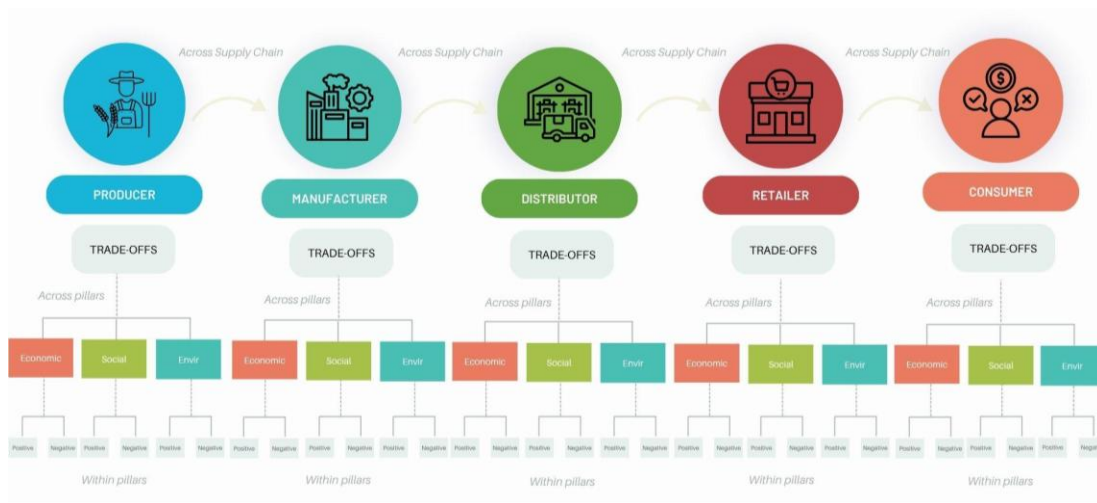 Across Supply Chain Across Supply Chain Across Supply Chain Across Supply Chain
$
PRODUCER MANUFACTURER DISTRIBUTOR RETAILER CONSUMER
TRADE-OFFS TRADE-OFFS TRADE-OFFS TRADE-OFFS TRADE-OFFS
Across pillars Across pillars Across pillars Across pillars Across pillars
Economic Social Envir Economic Social Envir Economic Social Envir Economic Social Envir Economic Social Envir
Positive Negative Positive Negative Positive Negative Positive Negative Positive Negative Positive Negative Positive Negative Positive Negative Positive Negative Positive Negative Positive Negative Positive Negative Positive Negative Positive Negative Positive Negative
Within pillars Within pillars Within pillars Within pillars Within pillars